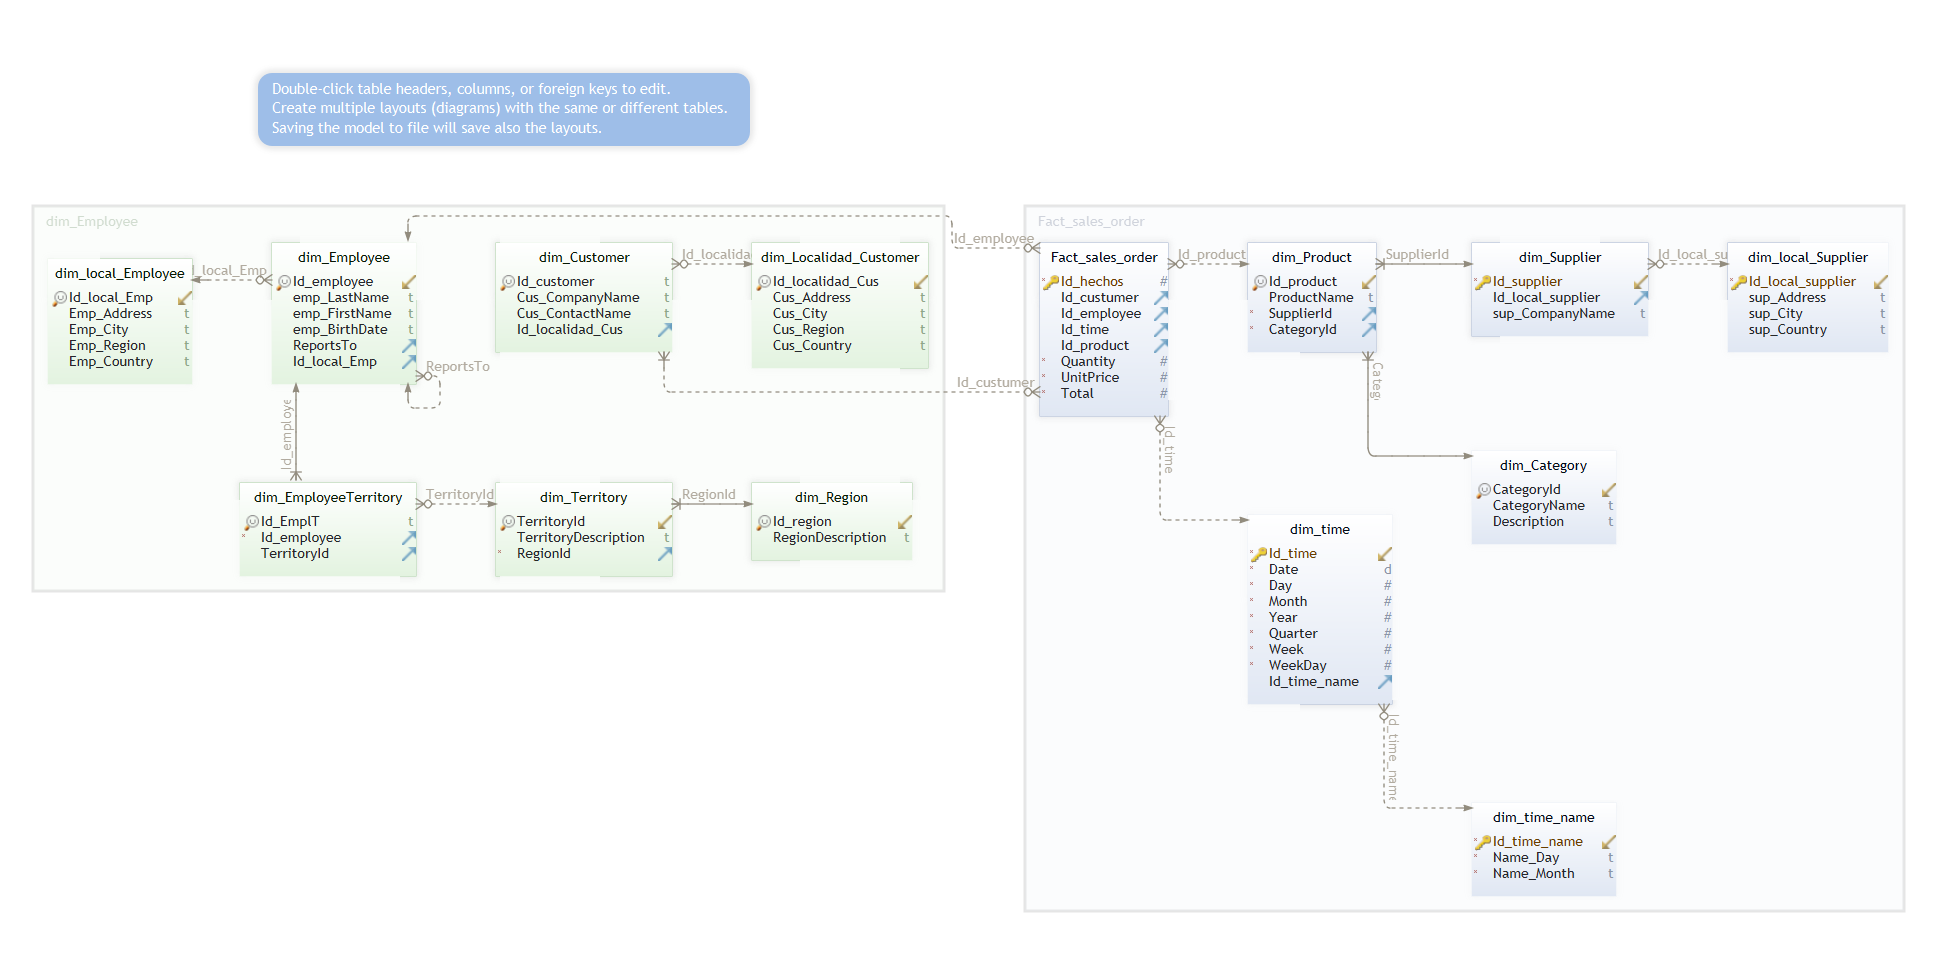 Double-click table headers, columns, or foreign keys to edit.
Create multiple layouts (diagrams) with the same or different tables.
Saving the model to file will save also the layouts.
dim_Employee
dim_local_Employee
Id_local_Emp
Emp_Address t
Emp_City t
Emp_Region t
Emp_Country t
l_local_Emp
dim_Employee
Id_employee
emp_LastName t
emp_FirstName t
emp_BirthDate t
ReportsTo
Id_local_Emp
ReportsTo
dim_Customer
Id_customer t
Cus_CompanyName t
Cus_ContactName t
Id_localidad_Cus
Id_localida
dim_Localidad_Customer
Id_localidad_Cus
Cus_Address t
Cus_City t
Cus_Region t
Cus_Country t
Id_employe
dim_EmployeeTerritory
Id_EmplT t
Id_employee
TerritoryId
TerritoryId
dim_Territory
TerritoryId
TerritoryDescription t
RegionId
RegionId
dim_Region
Id_region
RegionDescription t
Id_employee
Id_custumer
Fact_sales_order
Fact_sales_order
Id_hechos #
Id_custumer
Id_employee
Id_time
Id_product
Quantity #
UnitPrice #
Total #
Id_product
dim_Product
Id_product
ProductName t
SupplierId
CategoryId
SupplierId
dim_Supplier
Id_supplier
Id_local_supplier
sup_CompanyName t
Id_local_su
dim_local_Supplier
Id_local_supplier
sup_Address t
sup_City t
sup_Country t
Categ
dim_Category
CategoryId
CategoryName t
Description t
Id_time
dim_time
Id_time
Date d
Day #
Month #
Year #
Quarter #
Week #
WeekDay #
Id_time_name
Id_time_name
dim_time_name
Id_time_name
Name_Day t
Name_Month t